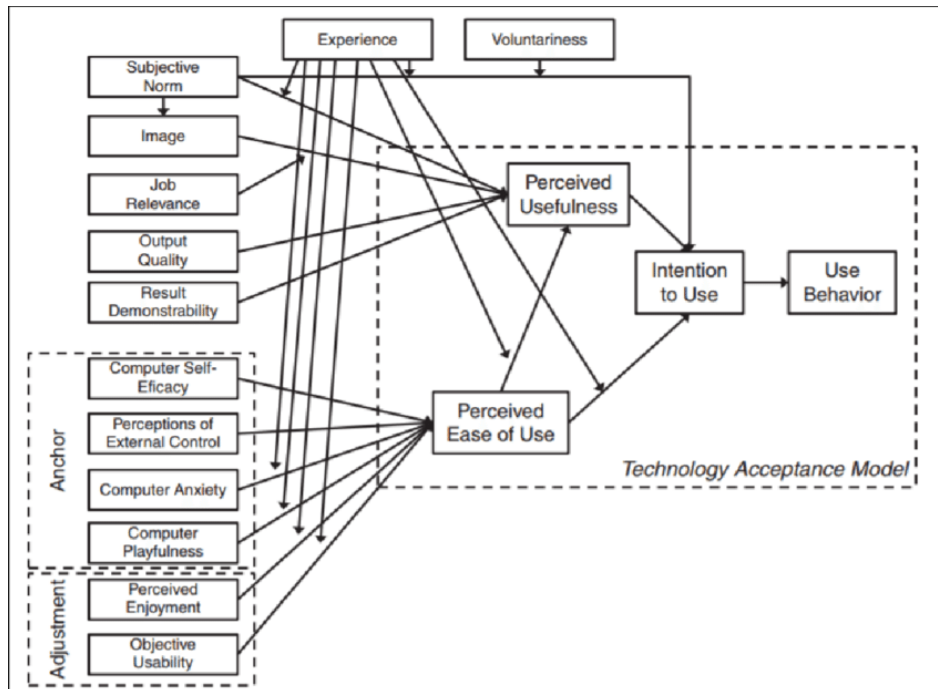 Experience
Voluntariness
Subjective
Norm
Image
Job
Relevance
Output
Quality
Result
Demonstrability
Perceived
Usefulness
Intention
to Use
Use
Behavior
Anchor
Computer Self-
Eficacy
Perceptions of
External Control
Computer Anxiety
Computer
Playfulness
Perceived
Ease of Use
Technology Acceptance Model
Adjustment
Perceived
Enjoyment
Objective
Usability